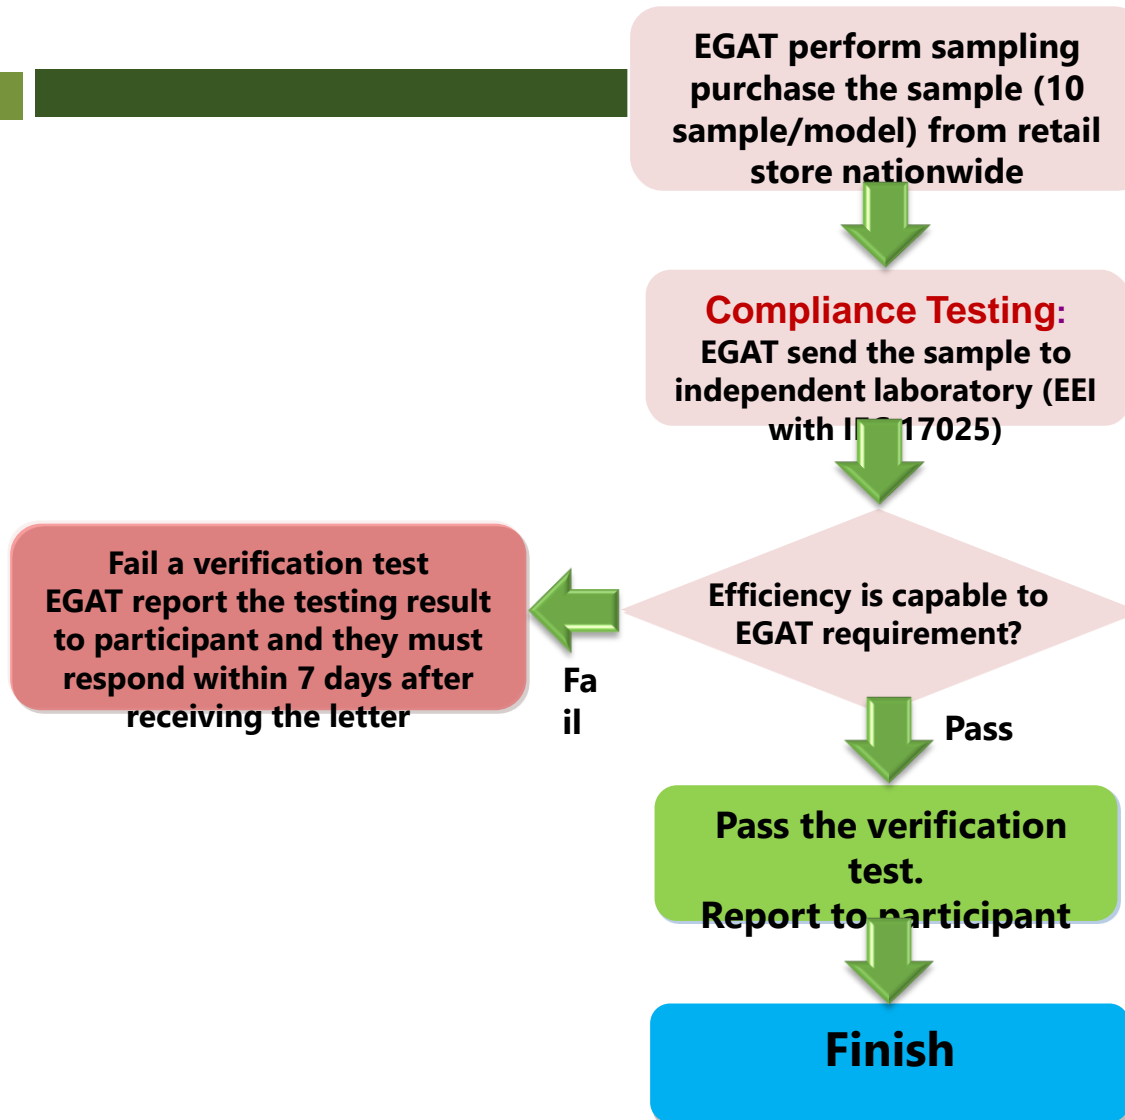 EGAT perform sampling
purchase the sample (10
sample/model) from retail
store nationwide
Compliance Testing:
EGAT send the sample to
independent laboratory (EEI
with 17025)
Efficiency is capable to
EGAT requirement?
Fail a verification test
EGAT report the testing result
to participant and they must
respond within 7 days after
receiving the letter
Fa
il
Pass
Pass the verification
test.
Report to participant
Finish